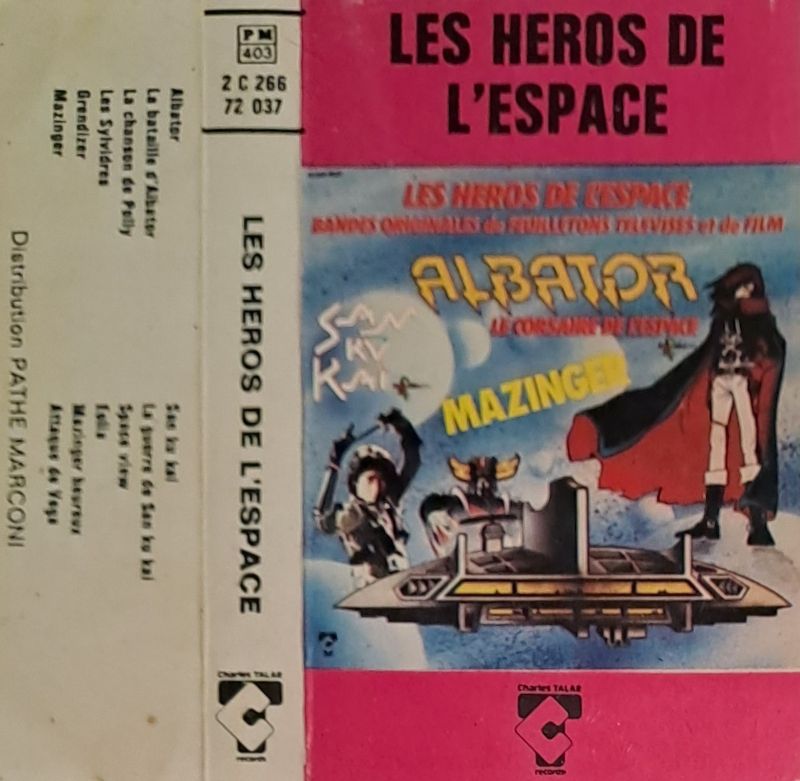 Albator
La bataille d'Albator
La chanson de Polly
Les Sylvidres
Grendizer
Mazinger
San ku kai
La guerre de San ku kai
Space view
Eolia
Mazinger heureux
Attaque de Vega
Distribution PATHE MARCONI
PM
403
2 C 266
72 037
LES HEROS DE L'ESPACE
Charles TALAR
records
LES HEROS DE
L'ESPACE
LES HEROS DE L'ESPACE
BANDES ORIGINALES de FEUILLETONS TELEVISES et de FILM
ALBATOR
LE CORSAIRE DE L'ESPACE
SAN
KU
KAI
MAZINGER
Charles TALAR
records